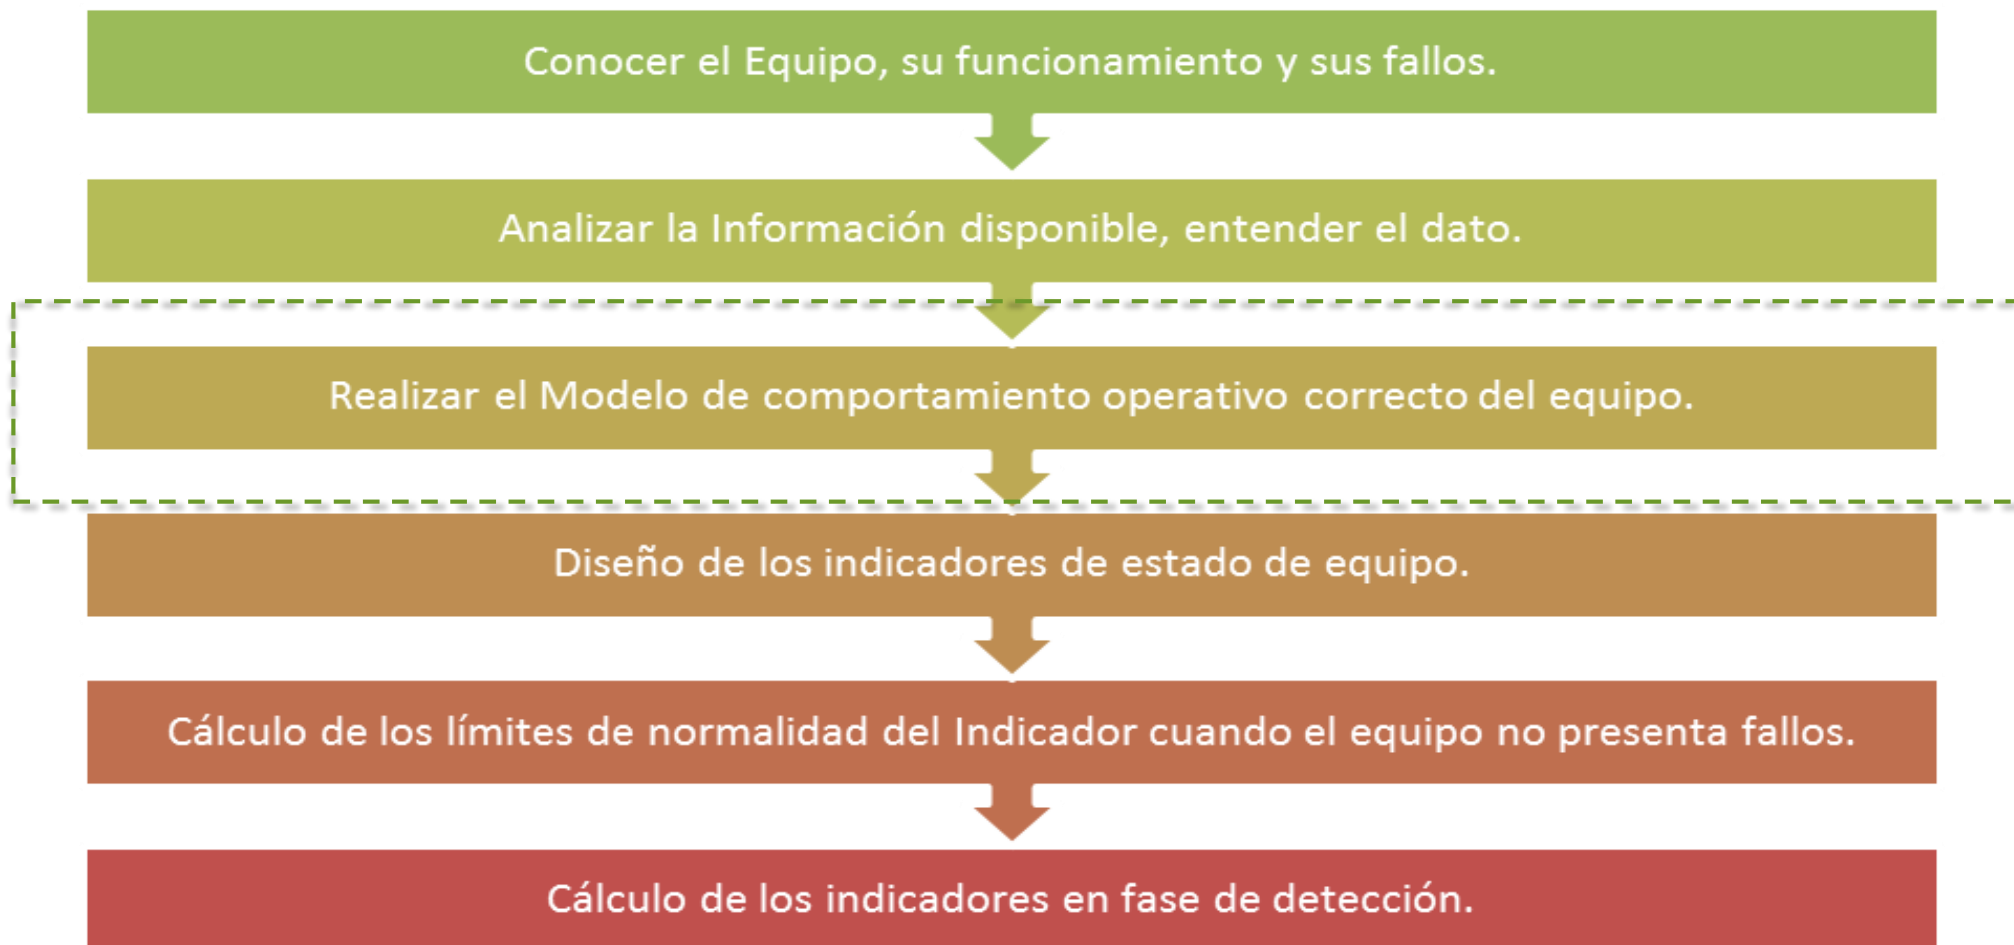 Conocer el Equipo, su funcionamiento y sus fallos.
Analizar la Información disponible, entender el dato.
Realizar el Modelo de comportamiento operativo correcto del equipo.
Diseño de los indicadores de estado de equipo.
Cálculo de los límites de normalidad del Indicador cuando el equipo no presenta fallos.
Cálculo de los indicadores en fase de detección.